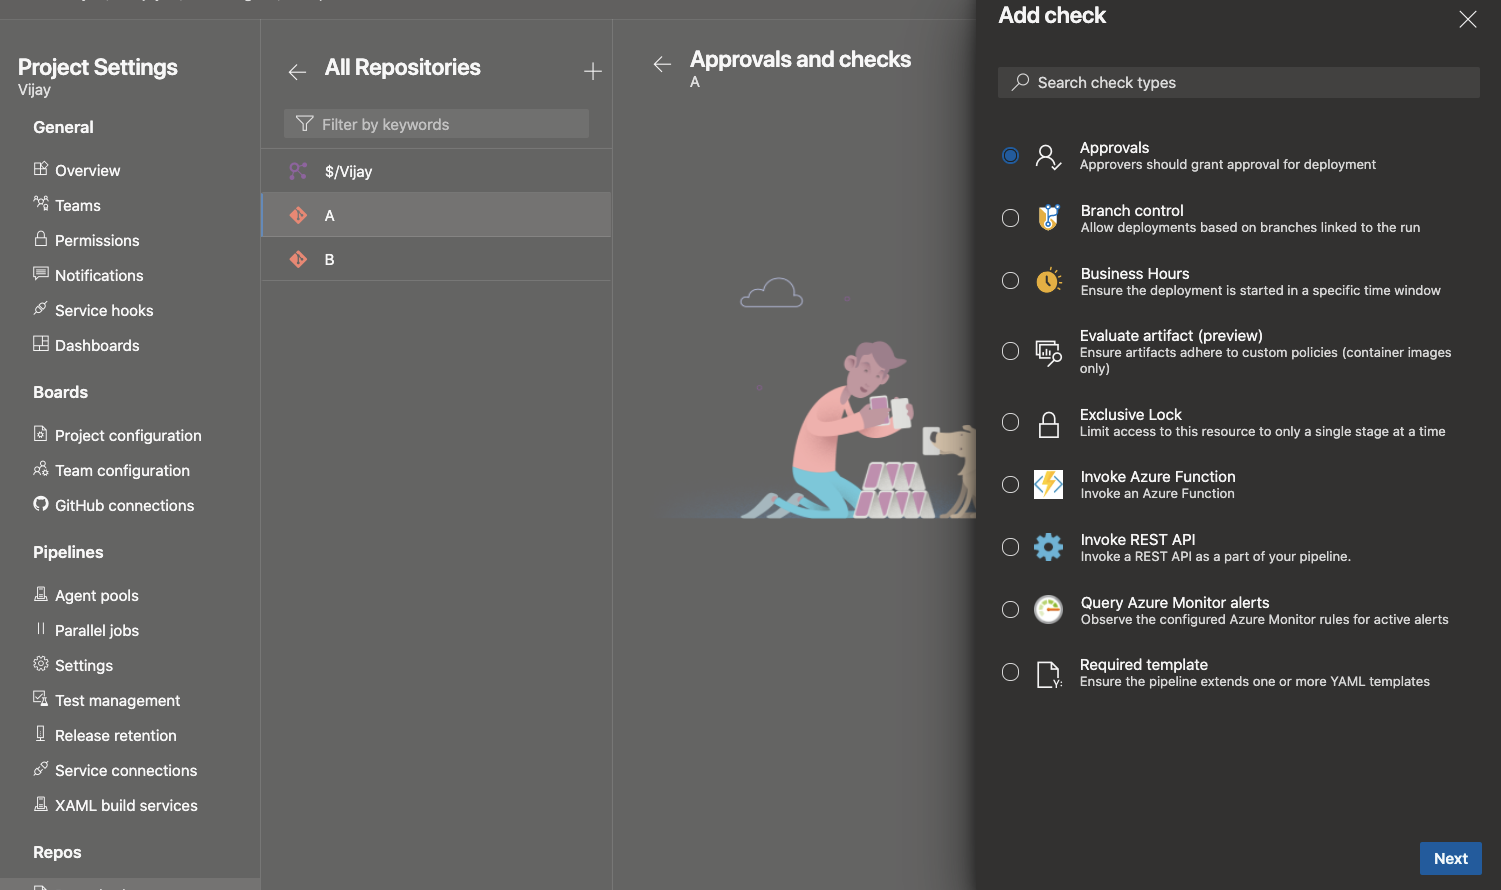 Project Settings
Vijay
General
Overview
Teams
Permissions
Notifications
Service hooks
Dashboards
Boards
Project configuration
Team configuration
GitHub connections
Pipelines
Agent pools
Parallel jobs
Settings
Test management
Release retention
Service connections
XAML build services
Repos
All Repositories
Filter by keywords
$/Vijay
A
B
Approvals and checks
A
Add check
Search check types
Approvals
Approvers should grant approval for deployment
Branch control
Allow deployments based on branches linked to the run
Business Hours
Ensure the deployment is started in a specific time window
Evaluate artifact (preview)
Ensure artifacts adhere to custom policies (container images
only)
Exclusive Lock
Limit access to this resource to only a single stage at a time
Invoke Azure Function
Invoke an Azure Function
Invoke REST API
Invoke a REST API as a part of your pipeline.
Query Azure Monitor alerts
Observe the configured Azure Monitor rules for active alerts
Required template
Ensure the pipeline extends one or more YAML templates
Next